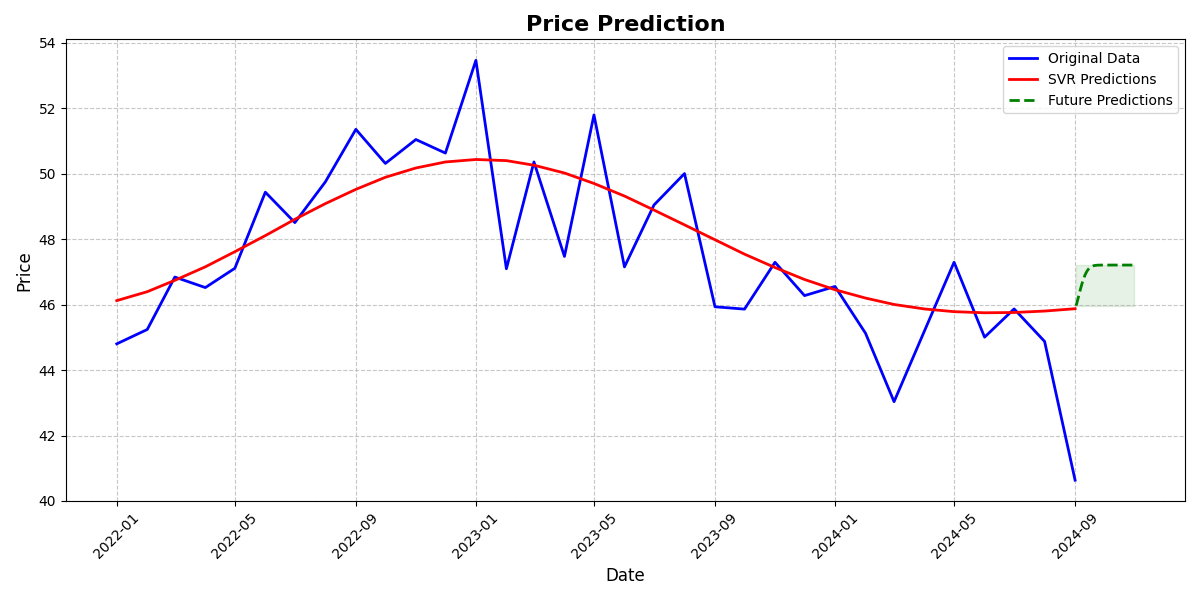 Price Prediction
Original Data
SVR Predictions
Future Predictions
Price
54
52
50
48
46
44
42
40
2022-01
2022-05
2022-09
2023-01
2023-05
2023-09
2024-01
2024-05
2024-09
Date